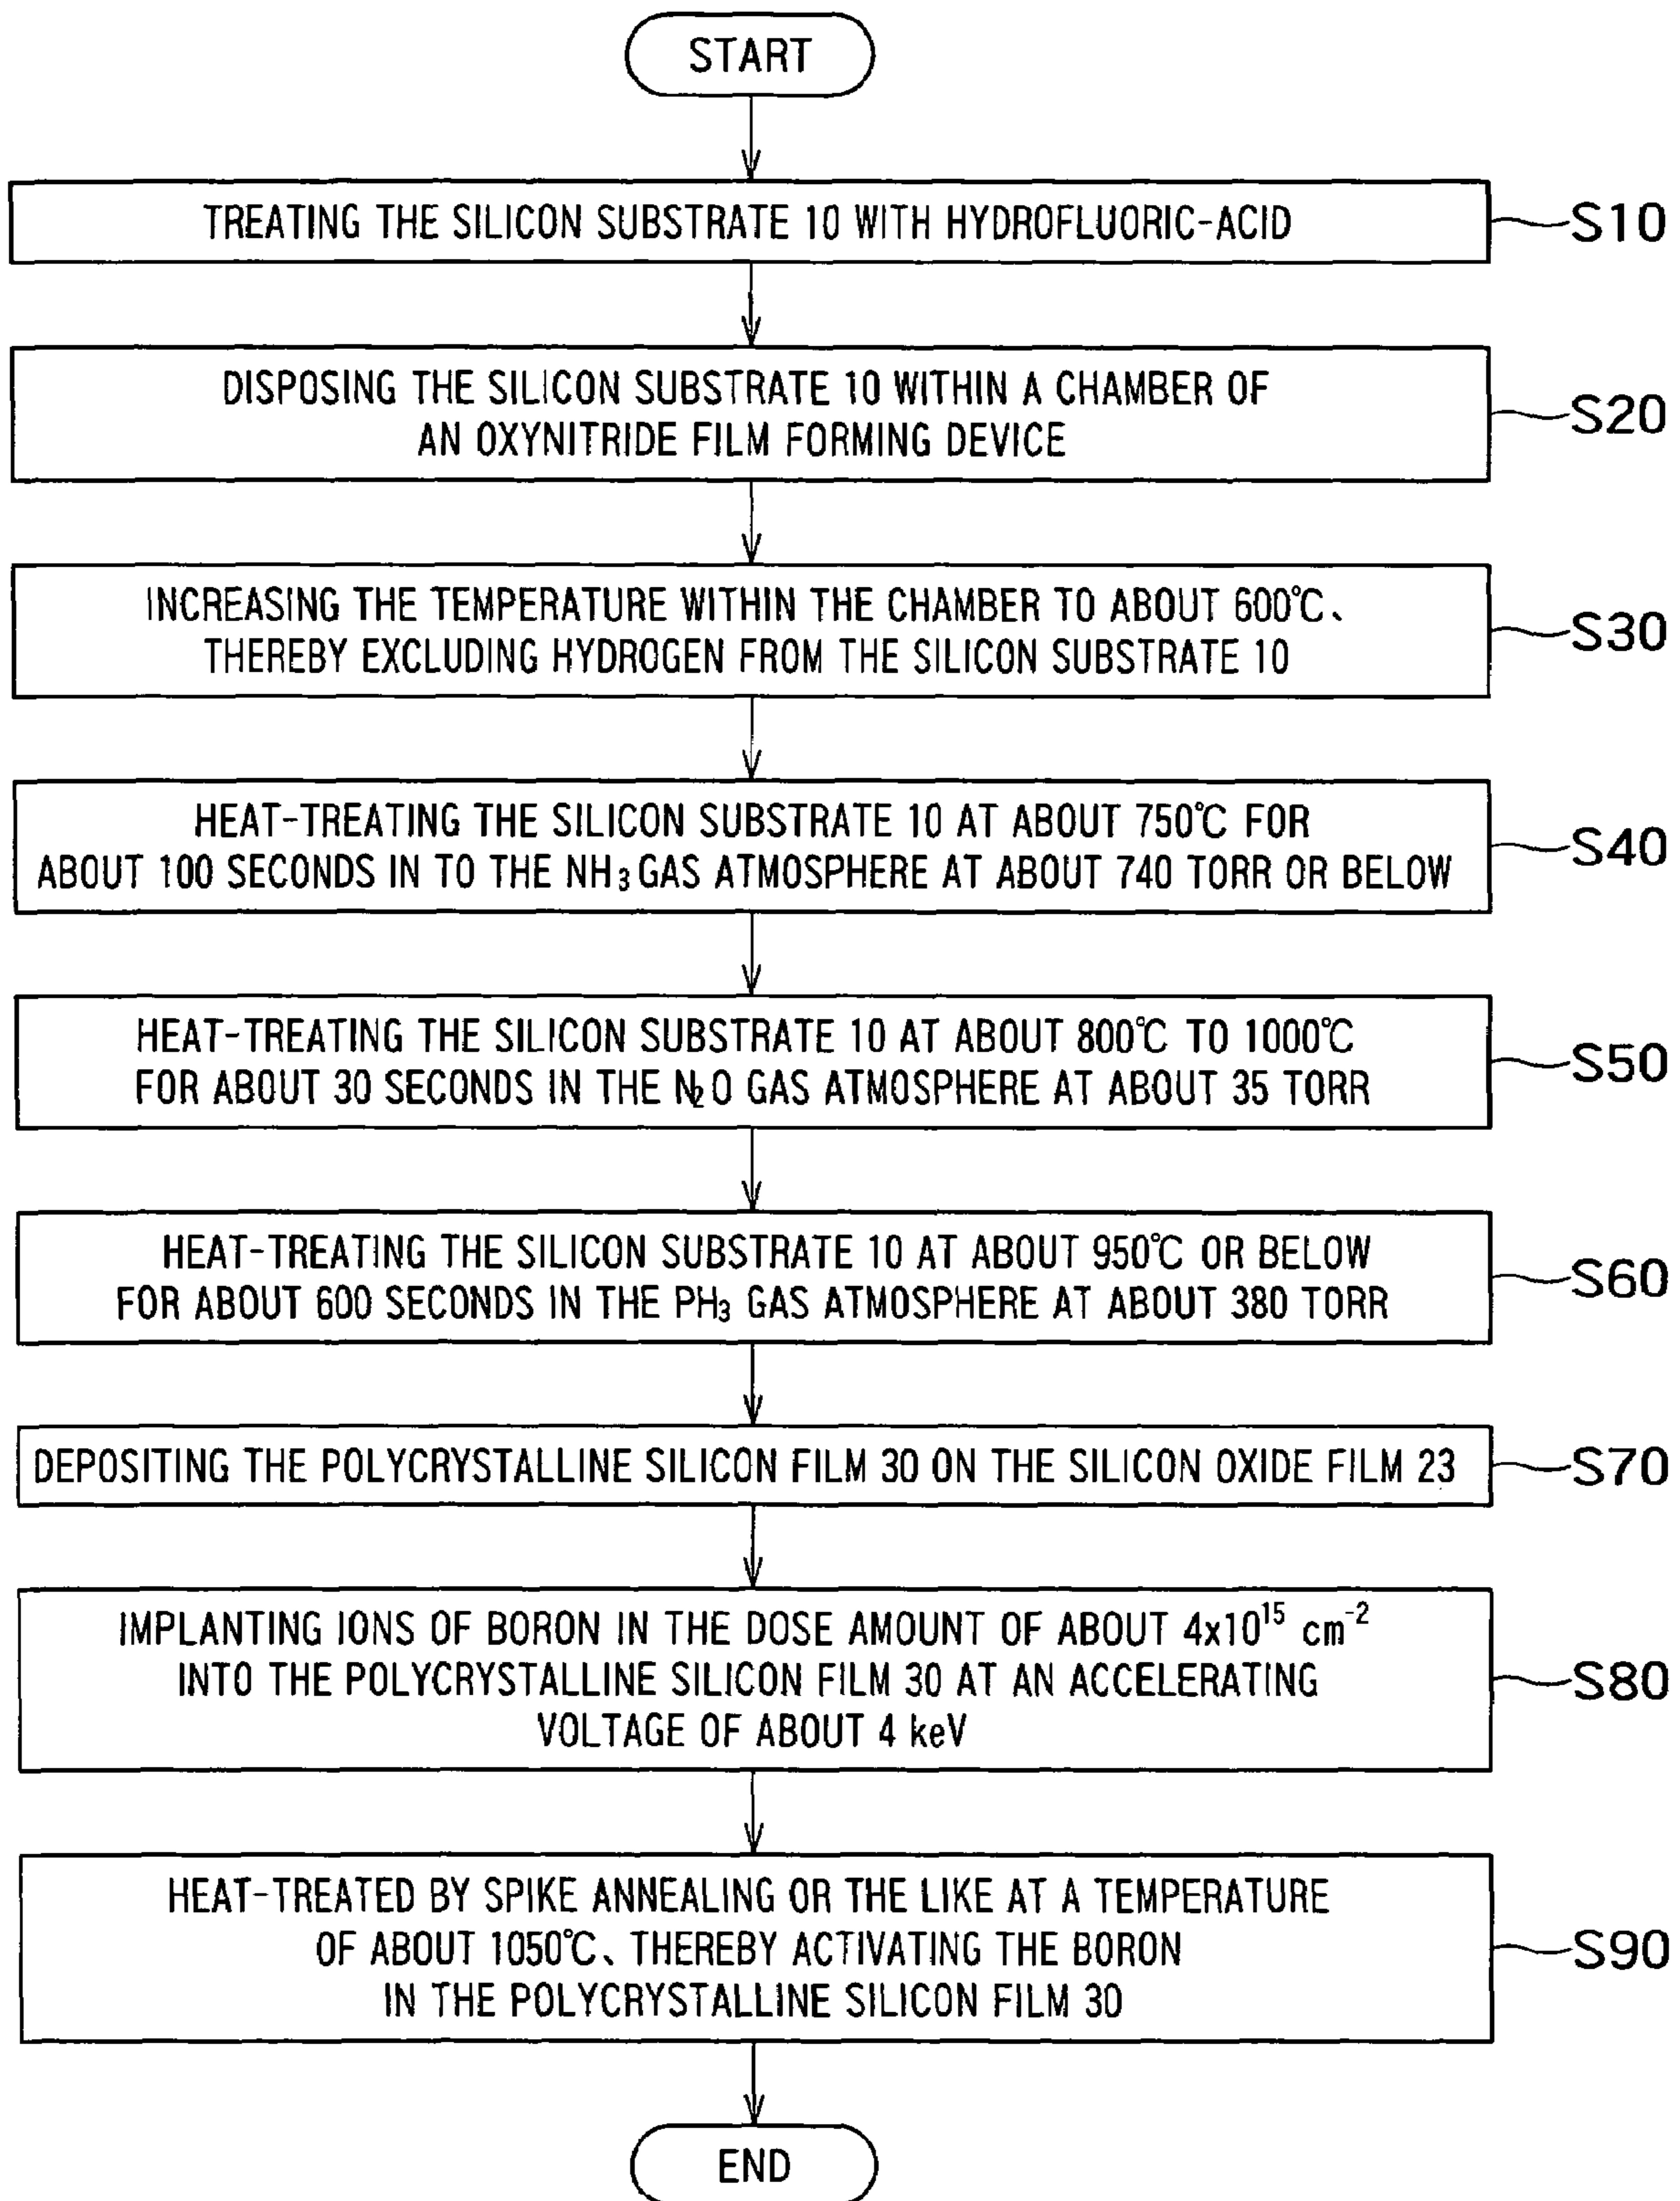 START
TREATING THE SILICON SUBSTRATE 10 WITH HYDROFLUORIC-ACID
S10
DISPOSING THE SILICON SUBSTRATE 10 WITHIN A CHAMBER OF
AN OXYNITRIDE FILM FORMING DEVICE
S20
INCREASING THE TEMPERATURE WITHIN THE CHAMBER TO ABOUT 600℃、
THEREBY EXCLUDING HYDROGEN FROM THE SILICON SUBSTRATE 10
S30
HEAT-TREATING THE SILICON SUBSTRATE 10 AT ABOUT 750℃ FOR
ABOUT 100 SECONDS IN TO THE NH₃ GAS ATMOSPHERE AT ABOUT 740 TORR OR BELOW
S40
HEAT-TREATING THE SILICON SUBSTRATE 10 AT ABOUT 800℃ TO 1000℃
FOR ABOUT 30 SECONDS IN THE N₂O GAS ATMOSPHERE AT ABOUT 35 TORR
S50
HEAT-TREATING THE SILICON SUBSTRATE 10 AT ABOUT 950℃ OR BELOW
FOR ABOUT 600 SECONDS IN THE PH₃ GAS ATMOSPHERE AT ABOUT 380 TORR
S60
DEPOSITING THE POLYCRYSTALLINE SILICON FILM 30 ON THE SILICON OXIDE FILM 23
S70
IMPLANTING IONS OF BORON IN THE DOSE AMOUNT OF ABOUT 4x10¹⁵ cm⁻²
INTO THE POLYCRYSTALLINE SILICON FILM 30 AT AN ACCELERATING
VOLTAGE OF ABOUT 4 keV
S80
HEAT-TREATED BY SPIKE ANNEALING OR THE LIKE AT A TEMPERATURE
OF ABOUT 1050℃、THEREBY ACTIVATING THE BORON
IN THE POLYCRYSTALLINE SILICON FILM 30
S90
END